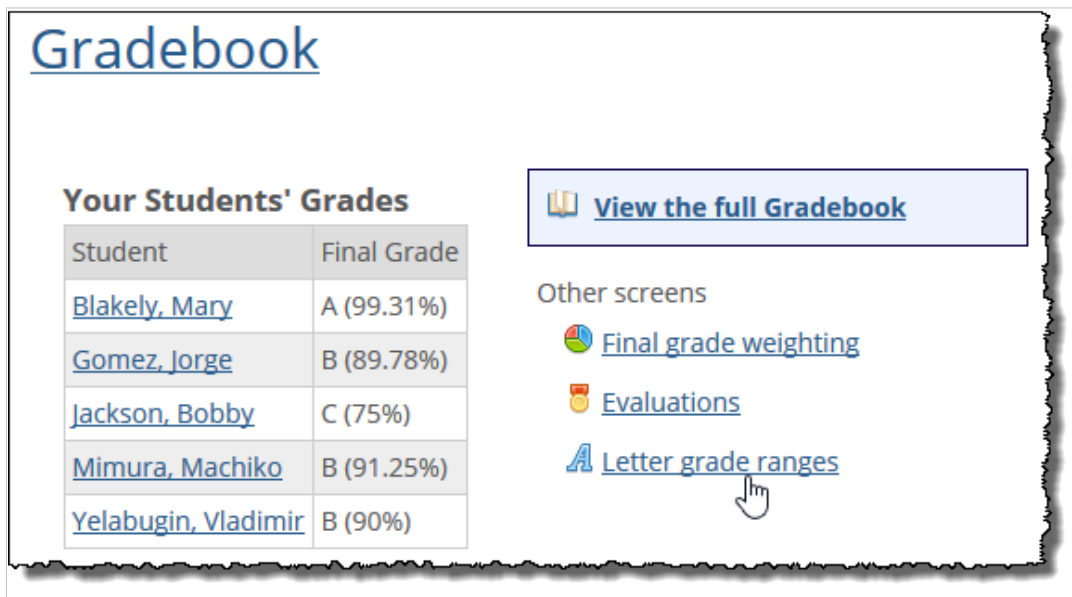 Gradebook
Your Students' Grades
Student Final Grade
Blakely, Mary A (99.31%)
Gomez, Jorge B (89.78%)
Jackson, Bobby C (75%)
Mimura, Machiko B (91.25%)
Yelabugin, Vladimir B (90%)
View the full Gradebook
Other screens
Final grade weighting
Evaluations
Letter grade ranges